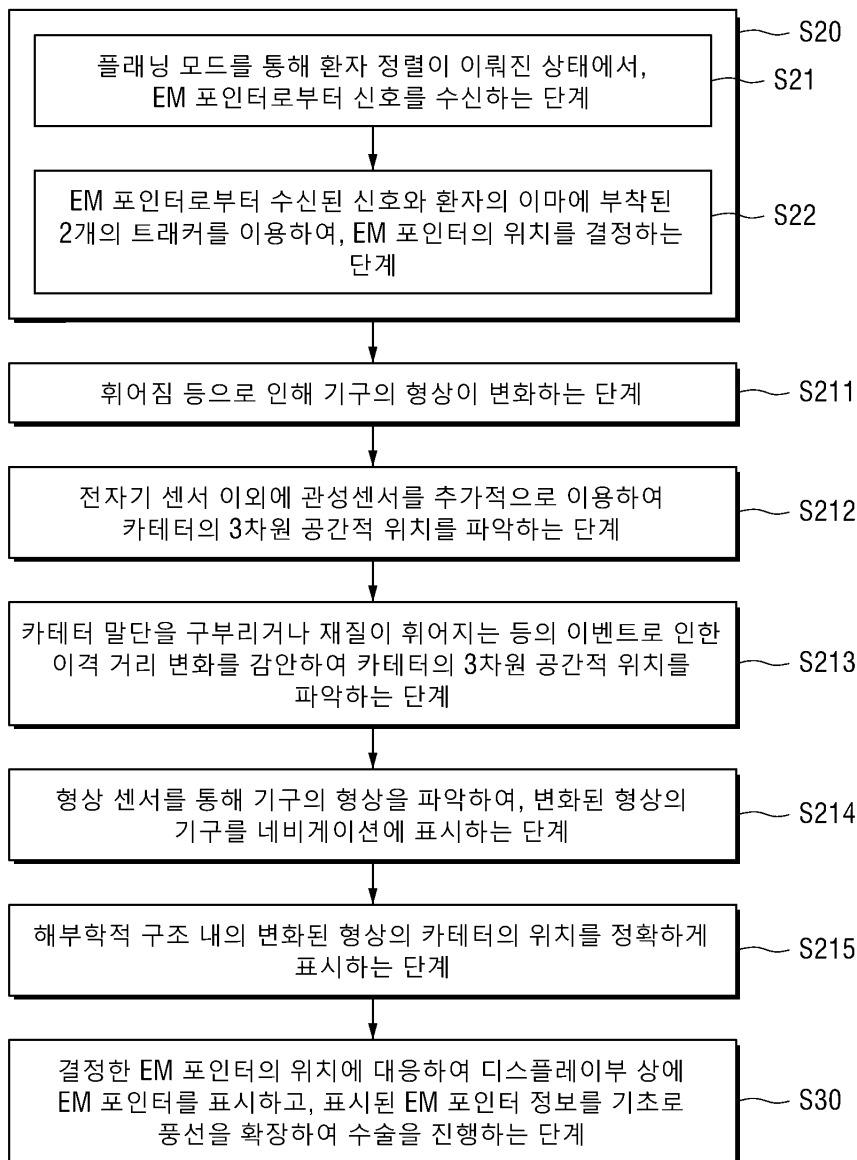 S20
플래닝 모드를 통해 환자 정렬이 이뤄진 상태에서,
EM 포인터로부터 신호를 수신하는 단계
S21
EM 포인터로부터 수신된 신호와 환자의 이마에 부착된
2개의 트래커를 이용하여, EM 포인터의 위치를 결정하는
단계
S22
휘어짐 등으로 인해 기구의 형상이 변화하는 단계
S211
전자기 센서 이외에 관성센서를 추가적으로 이용하여
카테터의 3차원 공간적 위치를 파악하는 단계
S212
카테터 말단을 구부리거나 재질이 휘어지는 등의 이벤트로 인한
이격 거리 변화를 감안하여 카테터의 3차원 공간적 위치를
파악하는 단계
S213
형상 센서를 통해 기구의 형상을 파악하여, 변화된 형상의
기구를 네비게이션에 표시하는 단계
S214
해부학적 구조 내의 변화된 형상의 카테터의 위치를 정확하게
표시하는 단계
S215
결정한 EM 포인터의 위치에 대응하여 디스플레이부 상에
EM 포인터를 표시하고, 표시된 EM 포인터 정보를 기초로
풍선을 확장하여 수술을 진행하는 단계
S30